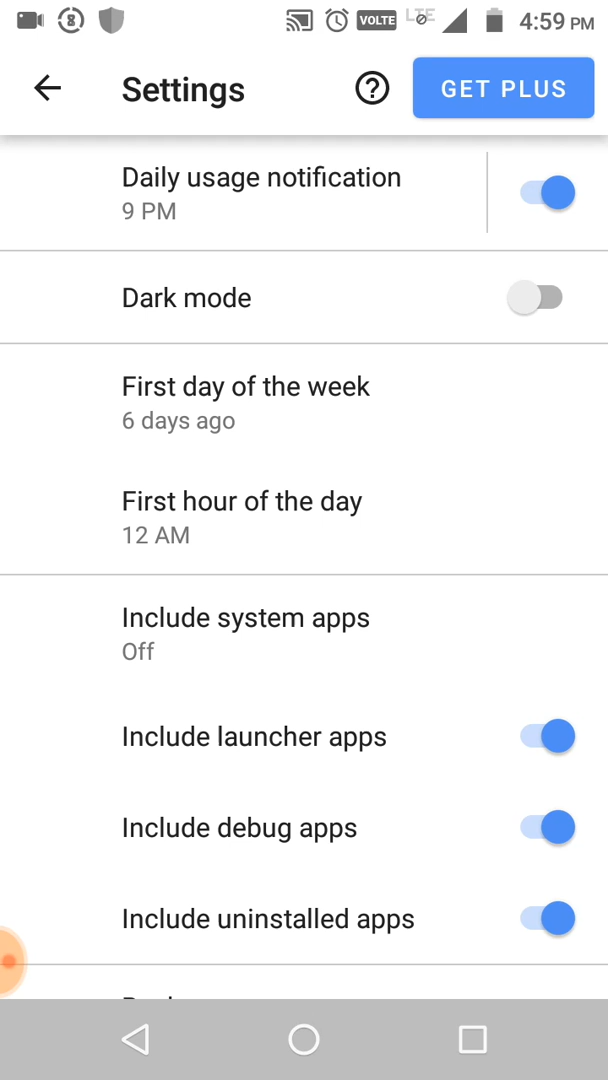 VOLTE LTE 4:59 PM
Settings GET PLUS
Daily usage notification
9 PM
Dark mode
First day of the week
6 days ago
First hour of the day
12 AM
Include system apps
Off
Include launcher apps
Include debug apps
Include uninstalled apps